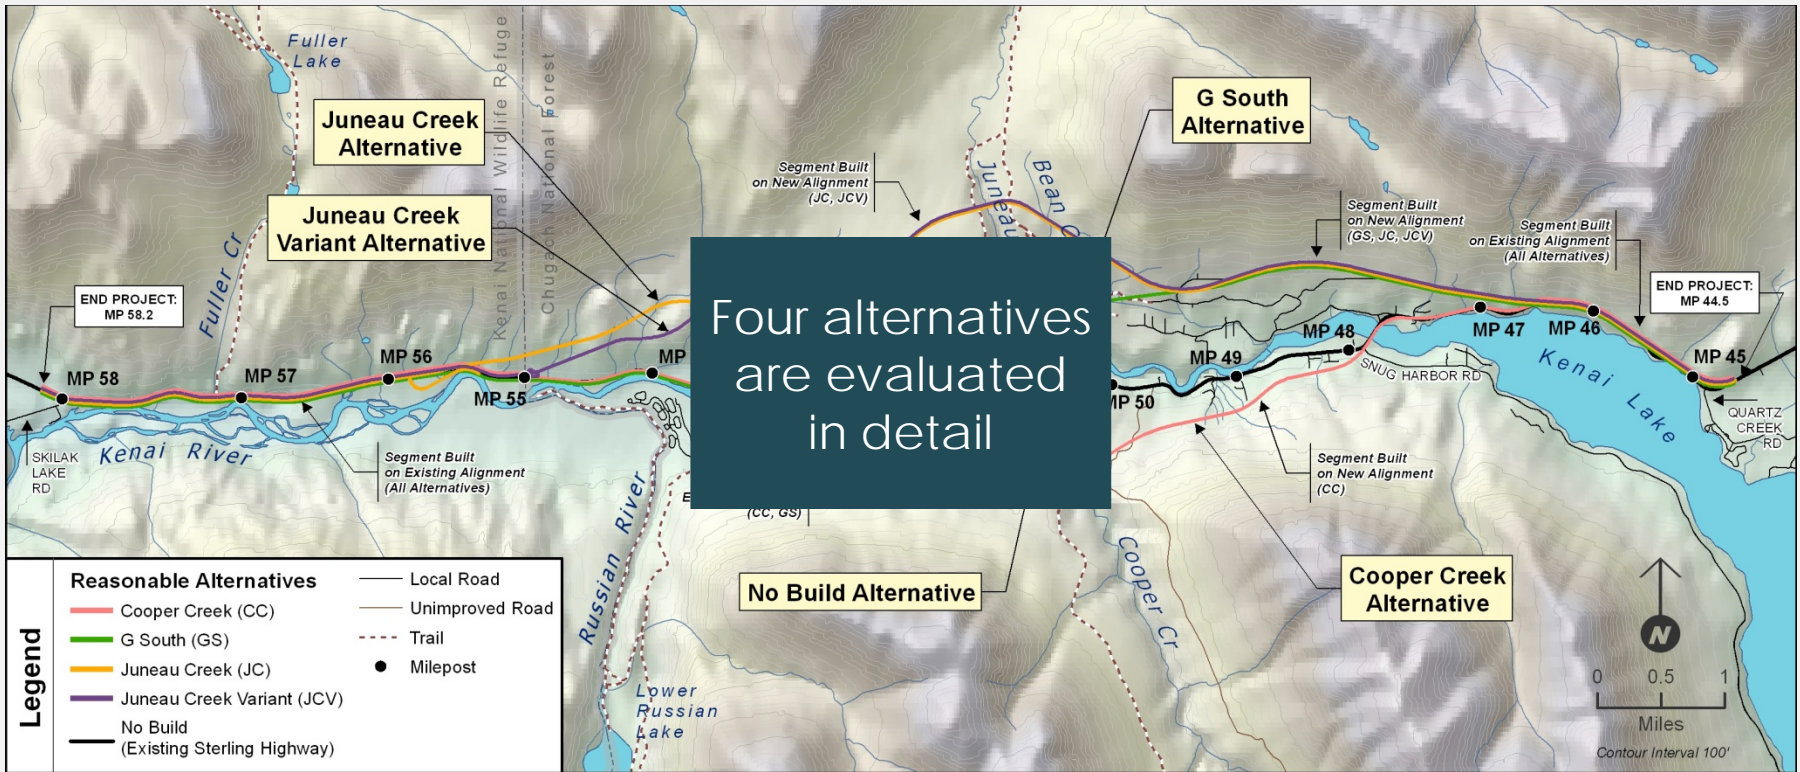 Fuller
Lake
Kenai National Wildlife Refuge
Chugach National Forest
Juneau Creek
Alternative
Juneau Creek
Variant Alternative
Fuller Cr
END PROJECT:
MP 58.2
MP 58
MP 57
MP 56
MP 55
MP
SKILAK
LAKE
RD
Kenai River
Segment Built
on Existing Alignment
(All Alternatives)
Segment Built
on New Alignment
(JC, JCV)
Juneau
Bean C
G South
Alternative
Segment Built
on New Alignment
(GS, JC, JCV)
Segment Built
on Existing Alignment
(All Alternatives)
END PROJECT:
MP 44.5
Four alternatives
are evaluated
in detail
MP 50
MP 49
MP 48
MP 47
MP 46
MP 45
SNUG HARBOR RD
Kenai Lake
QUARTZ
CREEK
RD
Segment Built
on New Alignment
(CC)
E
(CC, GS)
Russian River
Lower
Russian
Lake
No Build Alternative
Cooper Cr
Cooper Creek
Alternative
Legend
Reasonable Alternatives
Cooper Creek (CC)
G South (GS)
Juneau Creek (JC)
Juneau Creek Variant (JCV)
No Build
(Existing Sterling Highway)
Local Road
Unimproved Road
Trail
Milepost
N
0 0.5 1
Miles
Contour Interval 100'